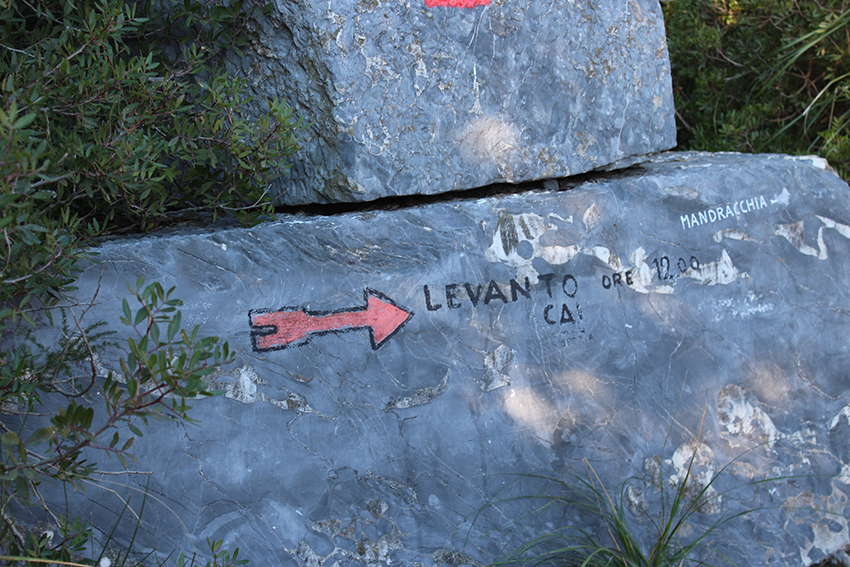 MANDRACCHIA
LEVANTO ORE 12.00
CAI